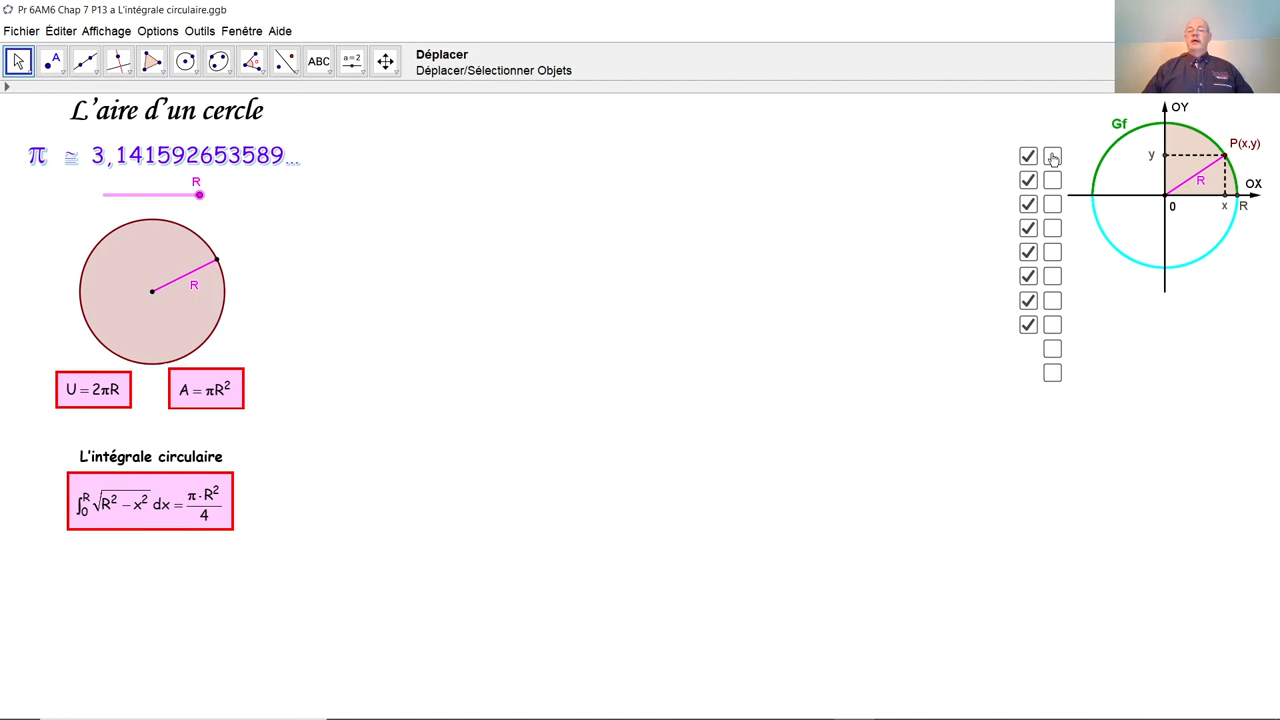 Pr 6AM6 Chap 7 P13 a L'intégrale circulaire.ggb
Fichier Éditer Affichage Options Outils Fenêtre Aide
A
α
ABC
a=2
Déplacer
Déplacer/Sélectionner Objets
L'aire d'un cercle
π ≅ 3,141592653589...
R
R
U = 2πR
A = πR²
L'intégrale circulaire
∫₀ᴿ √(R² − x²) dx = π·R²/4
OY
Gf
P(x,y)
y
R
OX
0
x
R